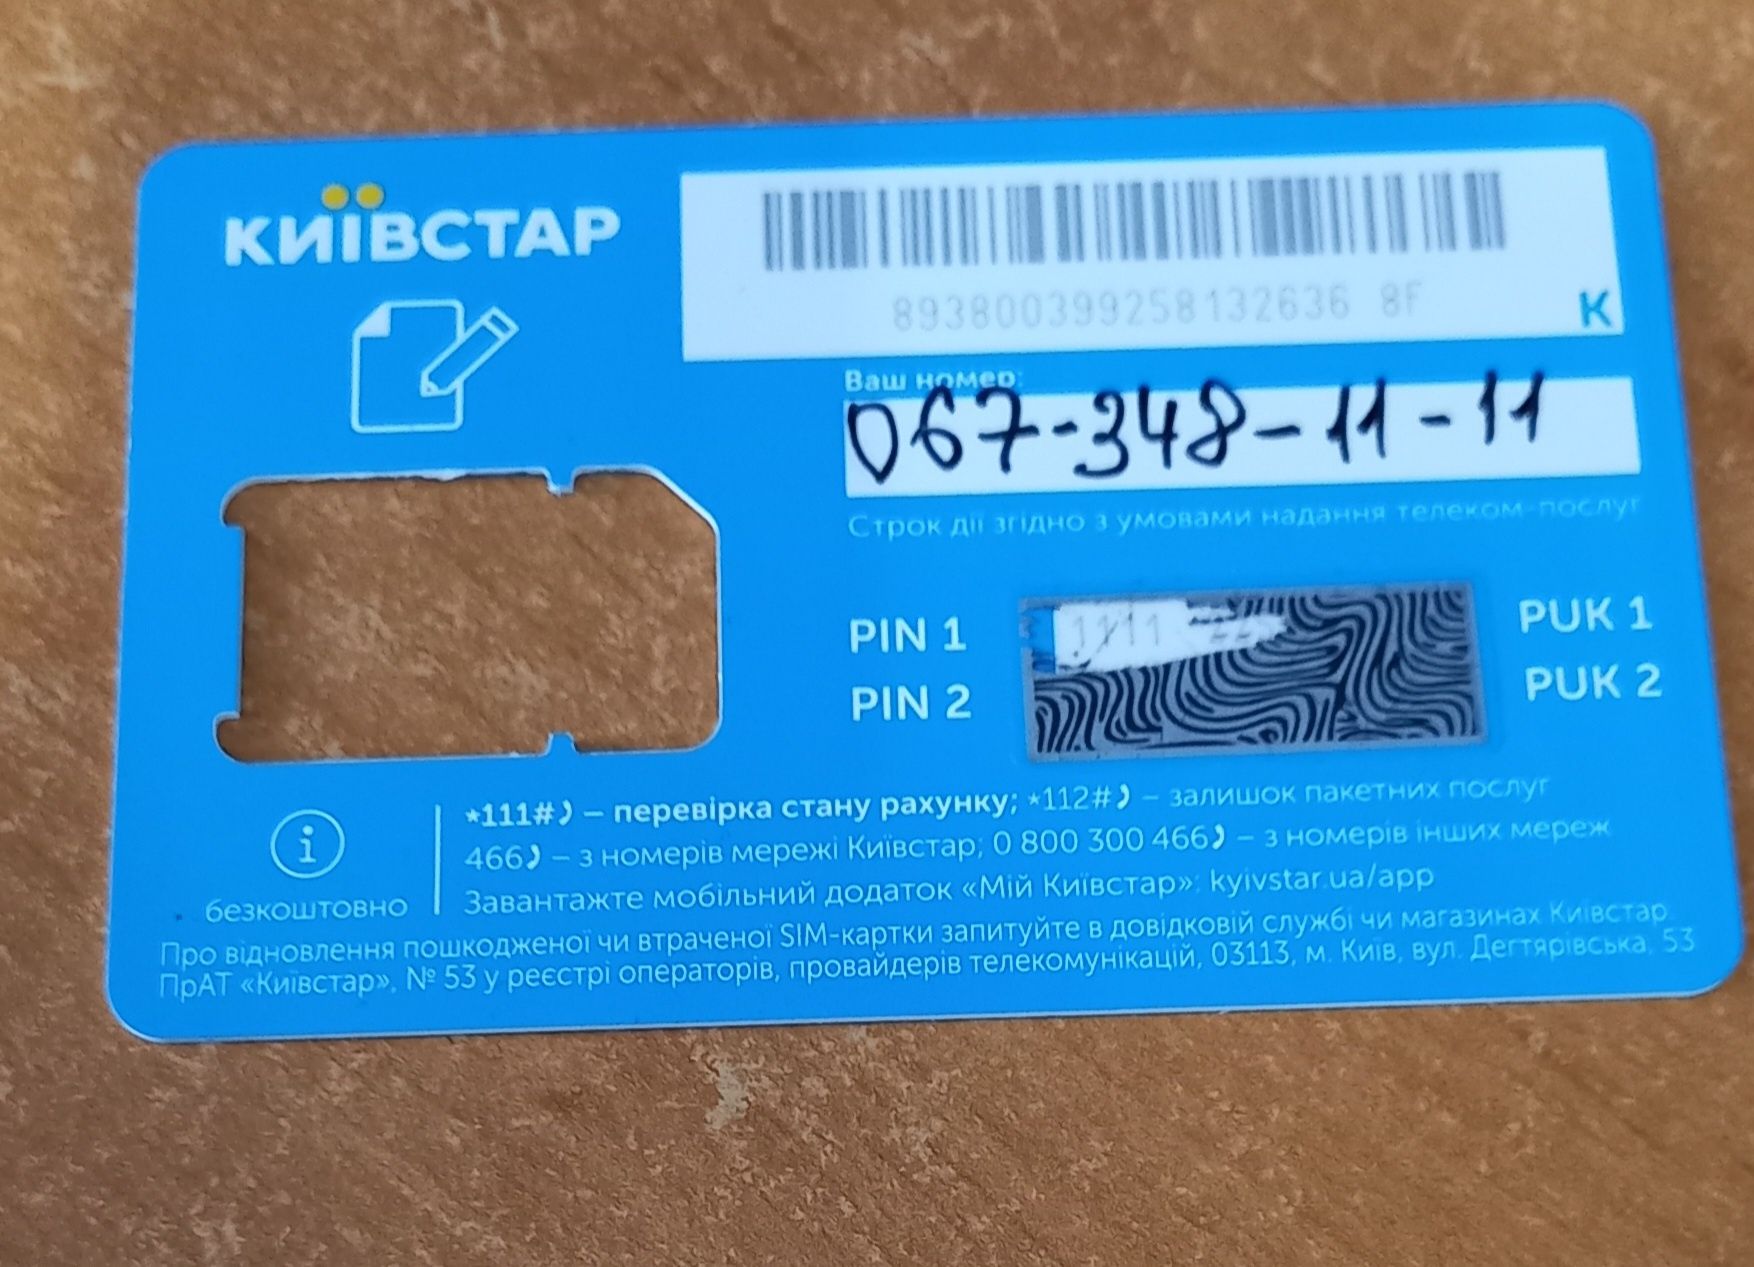 КИЇВСТАР
893800399258132636 8F
K
Ваш номер:
067-348-11-11
Строк дії згідно з умовами надання телеком-послуг
PIN 1
1111
PUK 1
PIN 2
PUK 2
*111# – перевірка стану рахунку; *112# – залишок пакетних послуг
466 – з номерів мережі Київстар; 0 800 300 466 – з номерів інших мереж
Завантажте мобільний додаток «Мій Київстар»: kyivstar.ua/app
безкоштовно
Про відновлення пошкодженої чи втраченої SIM-картки запитуйте в довідковій службі чи магазинах Київстар.
ПрАТ «Київстар», № 53 у реєстрі операторів, провайдерів телекомунікацій, 03113, м. Київ, вул. Дегтярівська, 53